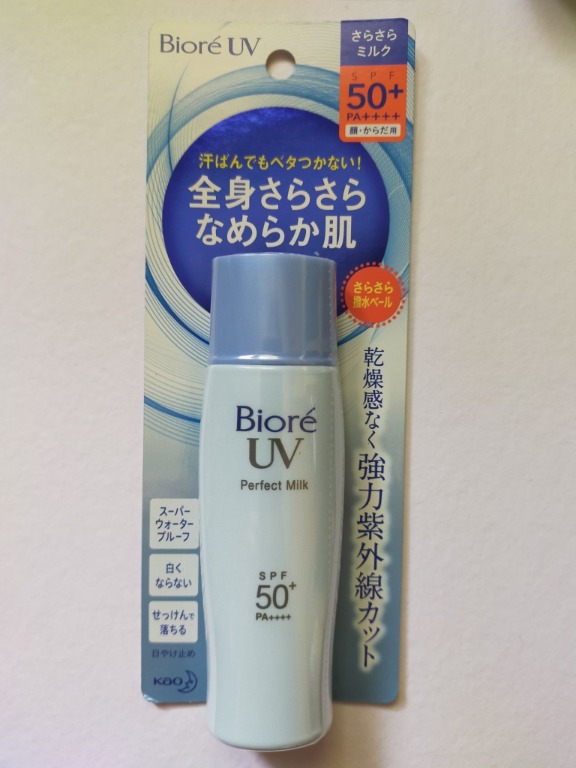 Bioré UV
さらさら
ミルク
SPF
50+
PA++++
顔・からだ用
汗ばんでもベタつかない!
全身さらさら
なめらか肌
さらさら
撥水ベール
乾燥感なく強力紫外線カット
Bioré
UV
Perfect Milk
SPF
50+
PA++++
スーパー
ウォーター
プルーフ
白く
ならない
せっけんで
落ちる
日やけ止め
Kao